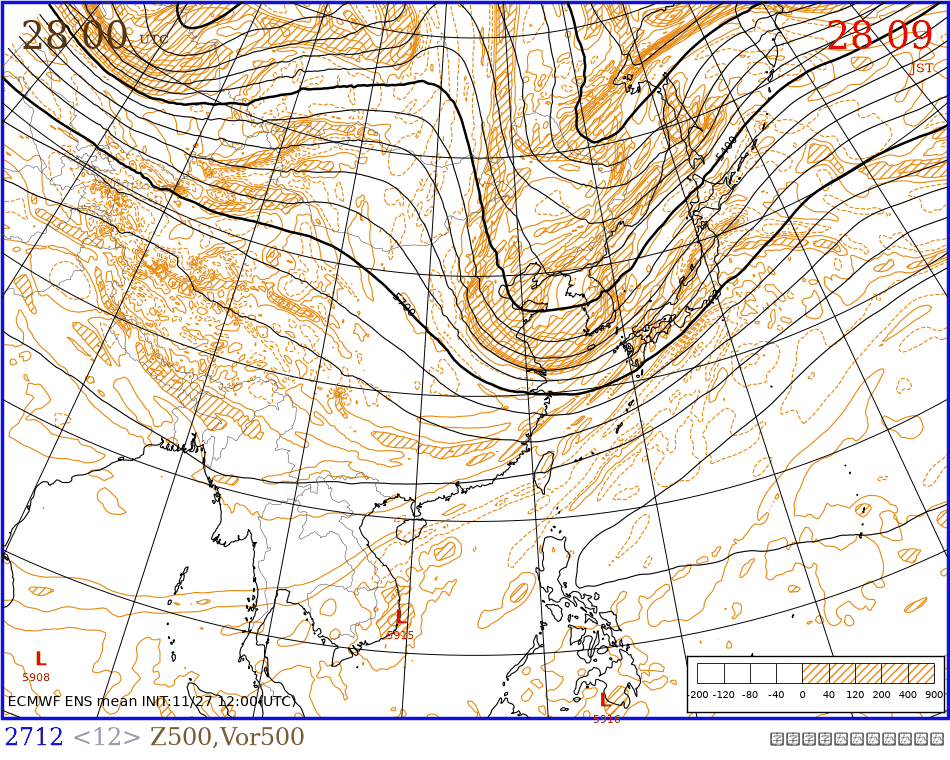 28 00 UTC
28 09
JST
5400
5700
L
5915
L
5908
L
5916
-200 -120 -80 -40 0 40 120 200 400 900
ECMWF ENS mean INIT:11/27 12:00(UTC)
2712 <12> Z500,Vor500